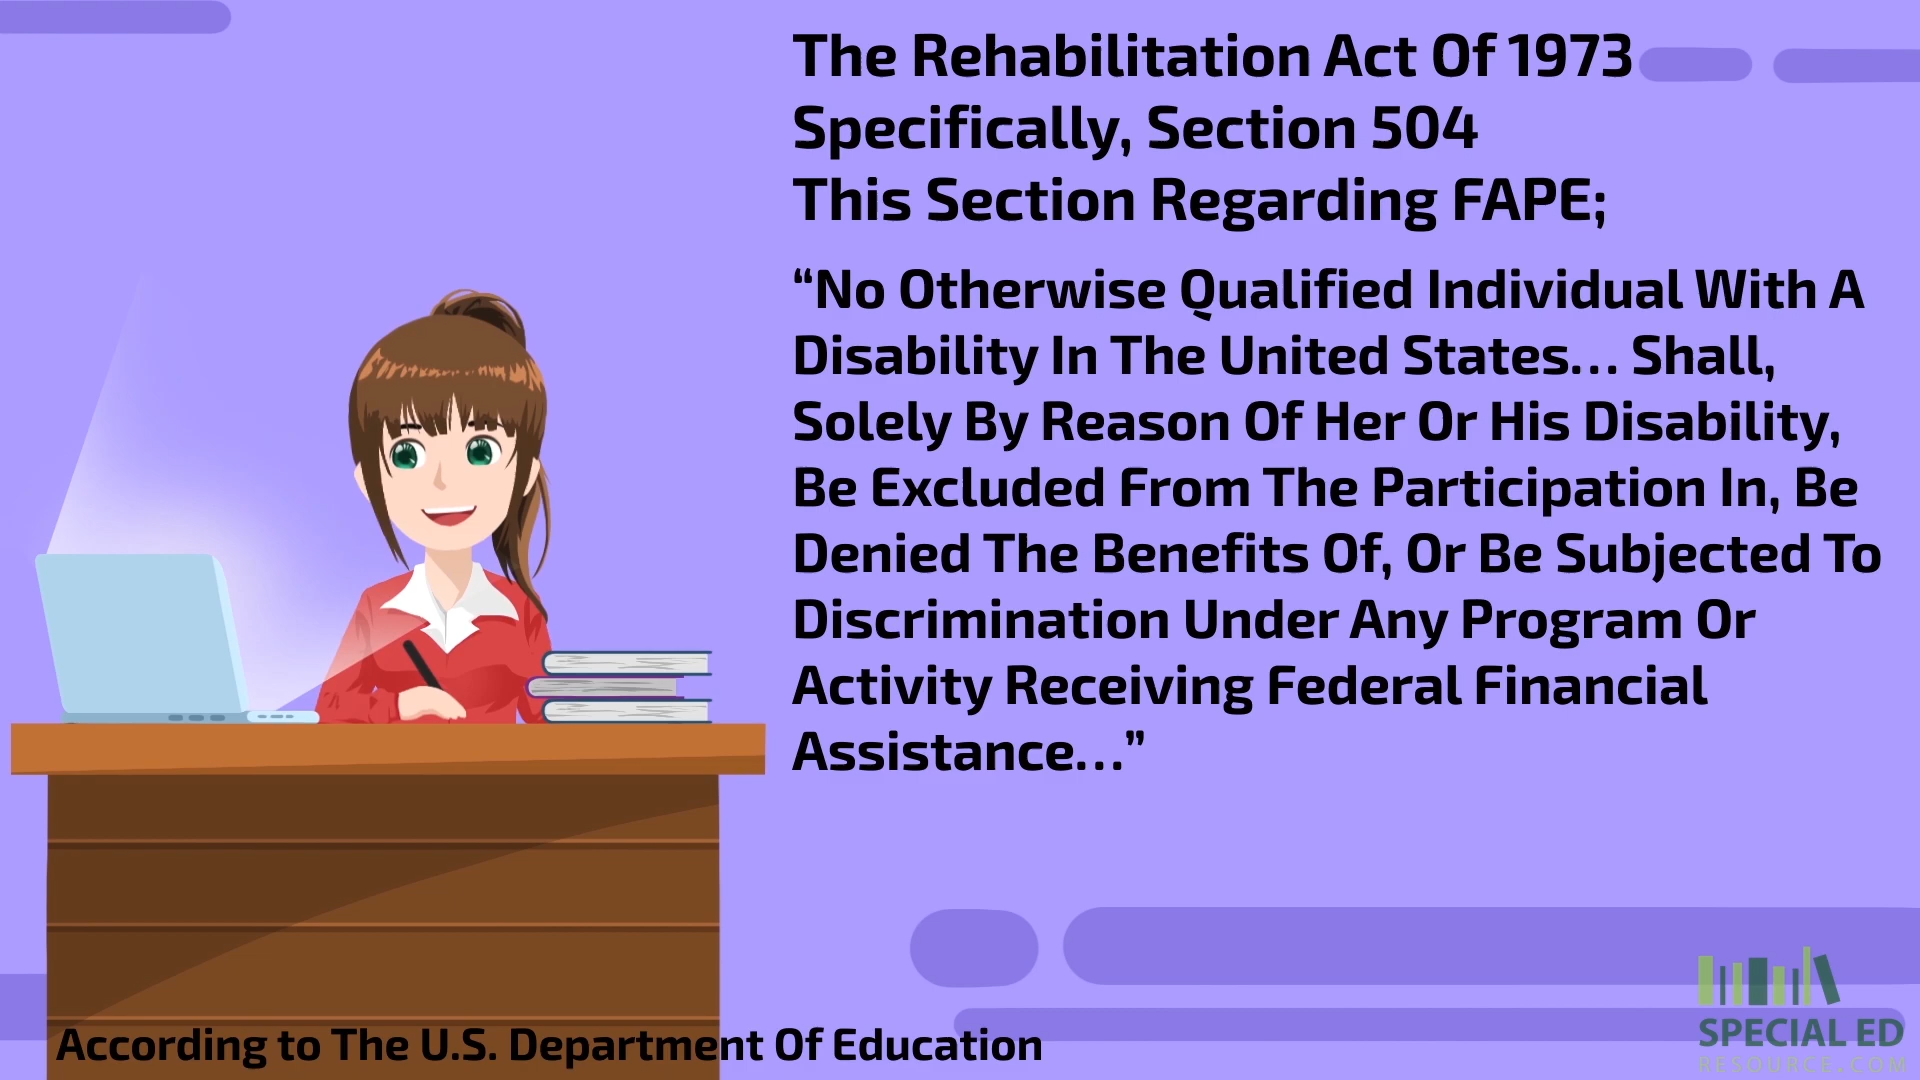 The Rehabilitation Act Of 1973
Specifically, Section 504
This Section Regarding FAPE;
“No Otherwise Qualified Individual With A
Disability In The United States… Shall,
Solely By Reason Of Her Or His Disability,
Be Excluded From The Participation In, Be
Denied The Benefits Of, Or Be Subjected To
Discrimination Under Any Program Or
Activity Receiving Federal Financial
Assistance…”
According to The U.S. Department Of Education
SPECIAL ED
RESOURCE.COM